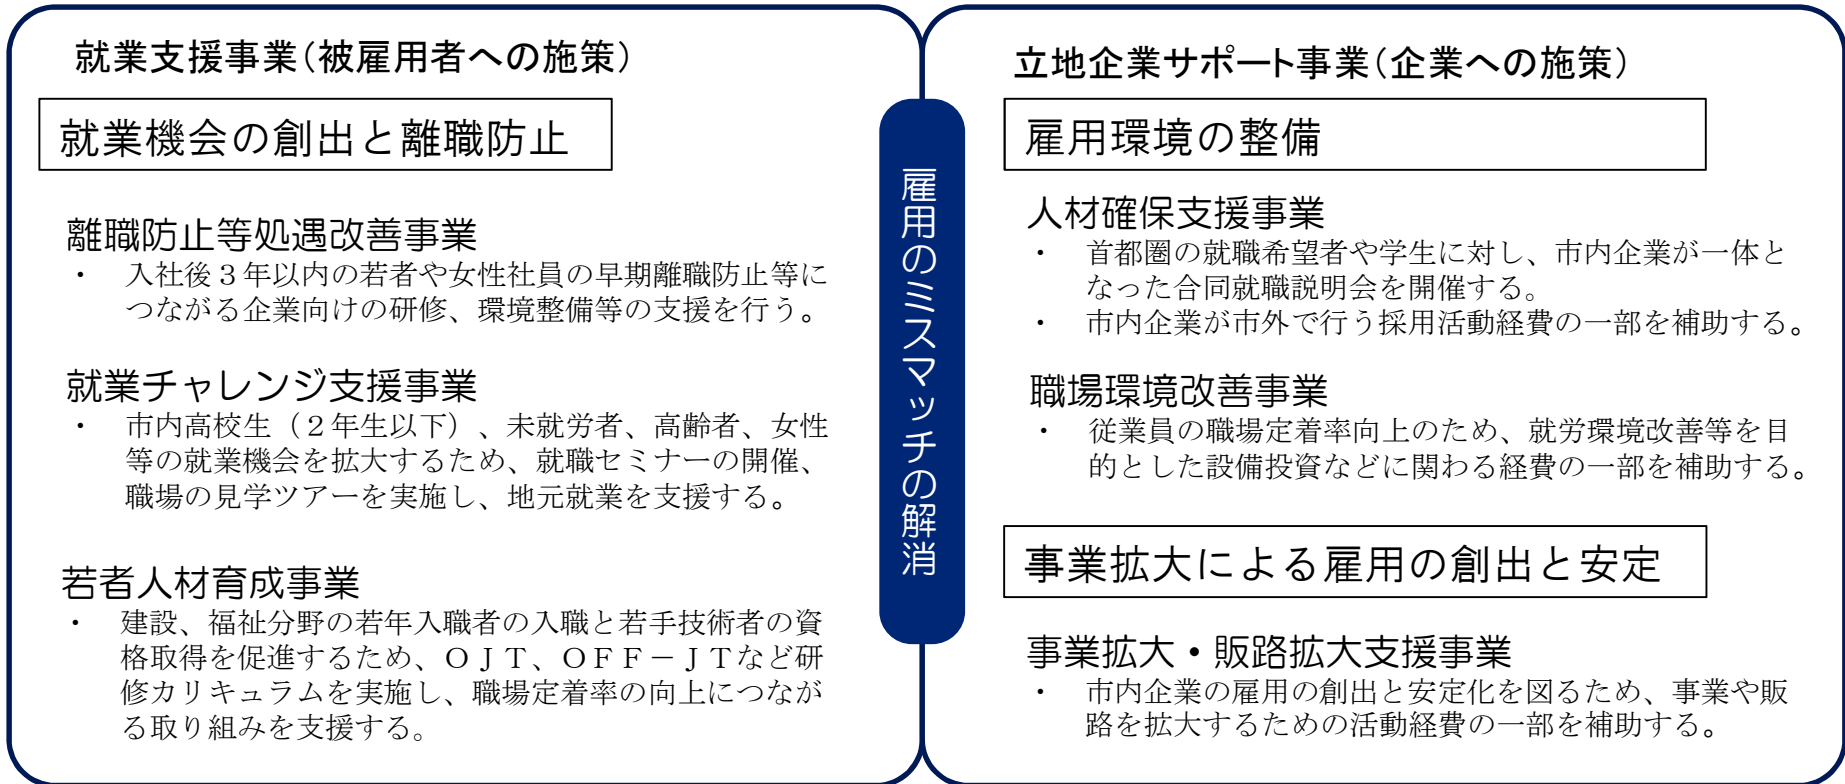 就業支援事業(被雇用者への施策)
就業機会の創出と離職防止
離職防止等処遇改善事業
・ 入社後３年以内の若者や女性社員の早期離職防止等に
つながる企業向けの研修、環境整備等の支援を行う。
就業チャレンジ支援事業
・ 市内高校生（２年生以下）、未就労者、高齢者、女性
等の就業機会を拡大するため、就職セミナーの開催、
職場の見学ツアーを実施し、地元就業を支援する。
若者人材育成事業
・ 建設、福祉分野の若年入職者の入職と若手技術者の資
格取得を促進するため、ＯＪＴ、ＯＦＦ－ＪＴなど研
修カリキュラムを実施し、職場定着率の向上につなが
る取り組みを支援する。
雇用のミスマッチの解消
立地企業サポート事業(企業への施策)
雇用環境の整備
人材確保支援事業
・ 首都圏の就職希望者や学生に対し、市内企業が一体と
なった合同就職説明会を開催する。
・ 市内企業が市外で行う採用活動経費の一部を補助する。
職場環境改善事業
・ 従業員の職場定着率向上のため、就労環境改善等を目
的とした設備投資などに関わる経費の一部を補助する。
事業拡大による雇用の創出と安定
事業拡大・販路拡大支援事業
・ 市内企業の雇用の創出と安定化を図るため、事業や販
路を拡大するための活動経費の一部を補助する。